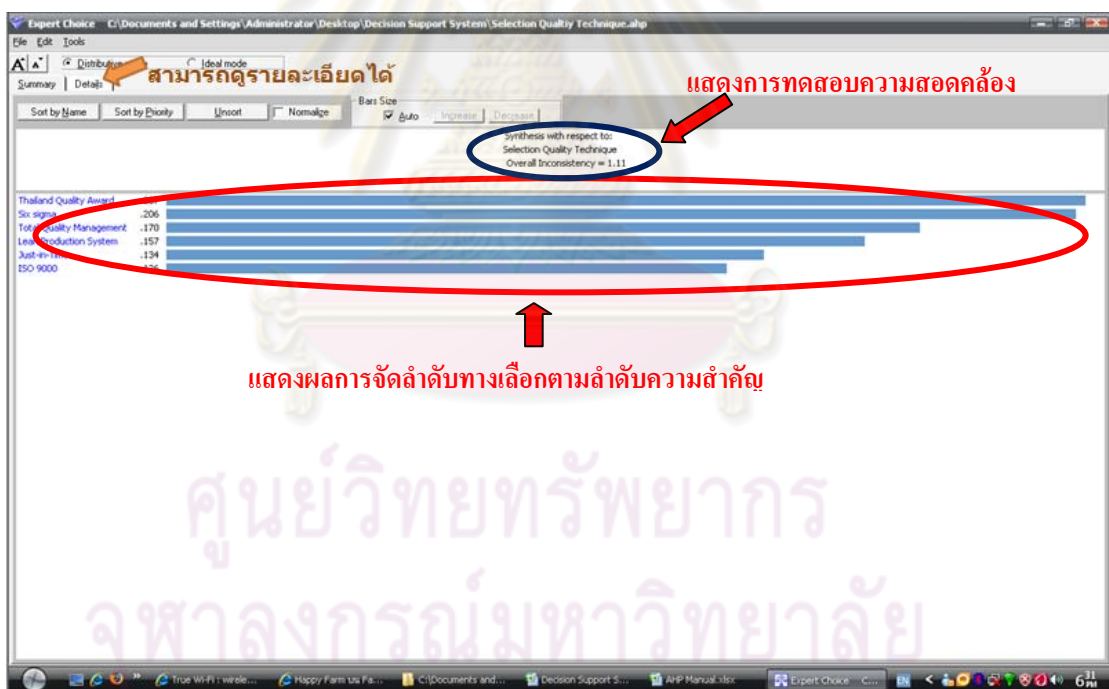 Expert Choice C:\Documents and Settings\Administrator\Desktop\Decision Support System\Selection Qualtiy Technique.ahp
File Edit Tools
Distributive Ideal mode
สามารถดูรายละเอียดได้
แสดงการทดสอบความสอดคล้อง
Summary Details
Sort by Name Sort by Priority Unsort Normalize Bars Size Auto Increase Decrease
Synthesis with respect to:
Selection Quality Technique
Overall Inconsistency = 1.11
Thailand Quality Award
Six sigma .206
Total Quality Management .170
Lean Production System .157
Just-in-Time .134
ISO 9000
แสดงผลการจัดลำดับทางเลือกตามลำดับความสำคัญ
ศูนย์วิทยทรัพยากร
จุฬาลงกรณ์มหาวิทยาลัย
True Wi-Fi : wirele... Happy Farm บน Fa... C:\Documents and... Decision Support S... AHP Manual.xlsx Expert Choice C... EN 6 31 PM